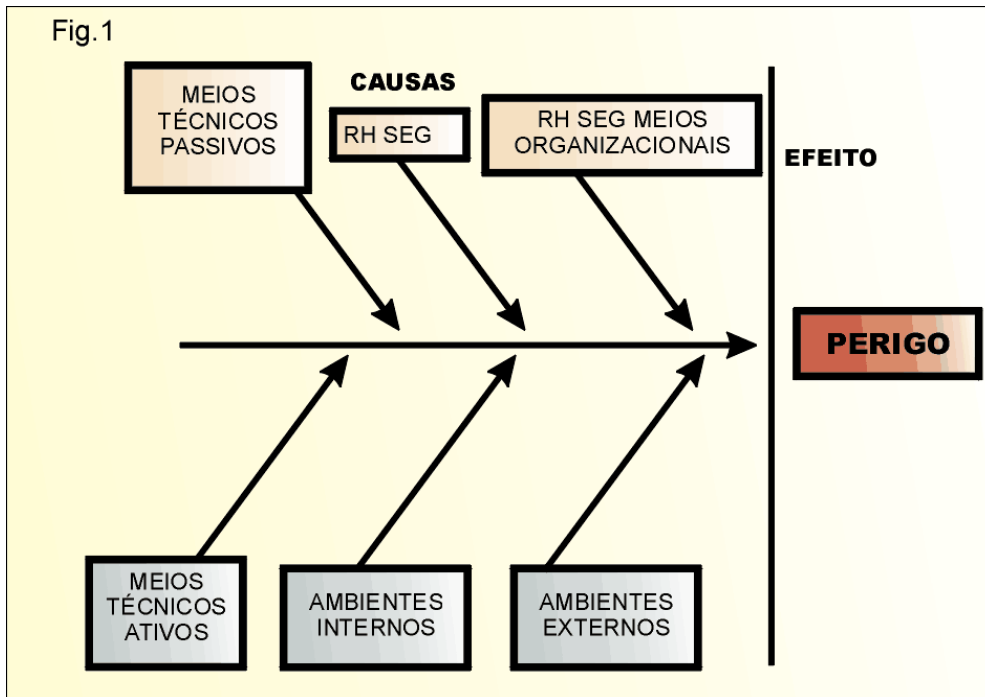 Fig.1
MEIOS
TÉCNICOS
PASSIVOS
CAUSAS
RH SEG
RH SEG MEIOS
ORGANIZACIONAIS
EFEITO
PERIGO
MEIOS
TÉCNICOS
ATIVOS
AMBIENTES
INTERNOS
AMBIENTES
EXTERNOS